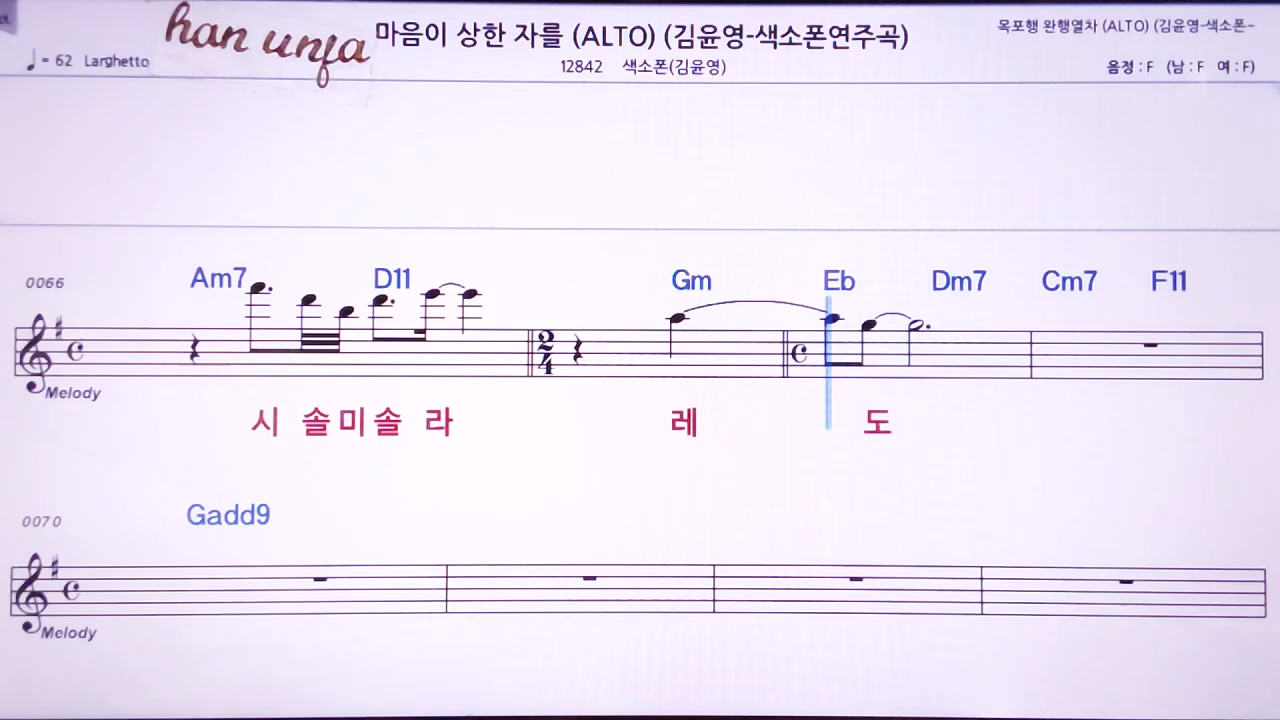 han unfa
마음이 상한 자를 (ALTO) (김윤영-색소폰연주곡)
목포행 완행열차 (ALTO) (김윤영-색소폰-
♩= 62 Larghetto
12842 색소폰(김윤영)
음정 : F (남 : F 여 : F)
0066 Am7 D11 Gm Eb Dm7 Cm7 F11
2
4
Melody
시 솔 미 솔 라 레 도
0070 Gadd9
Melody